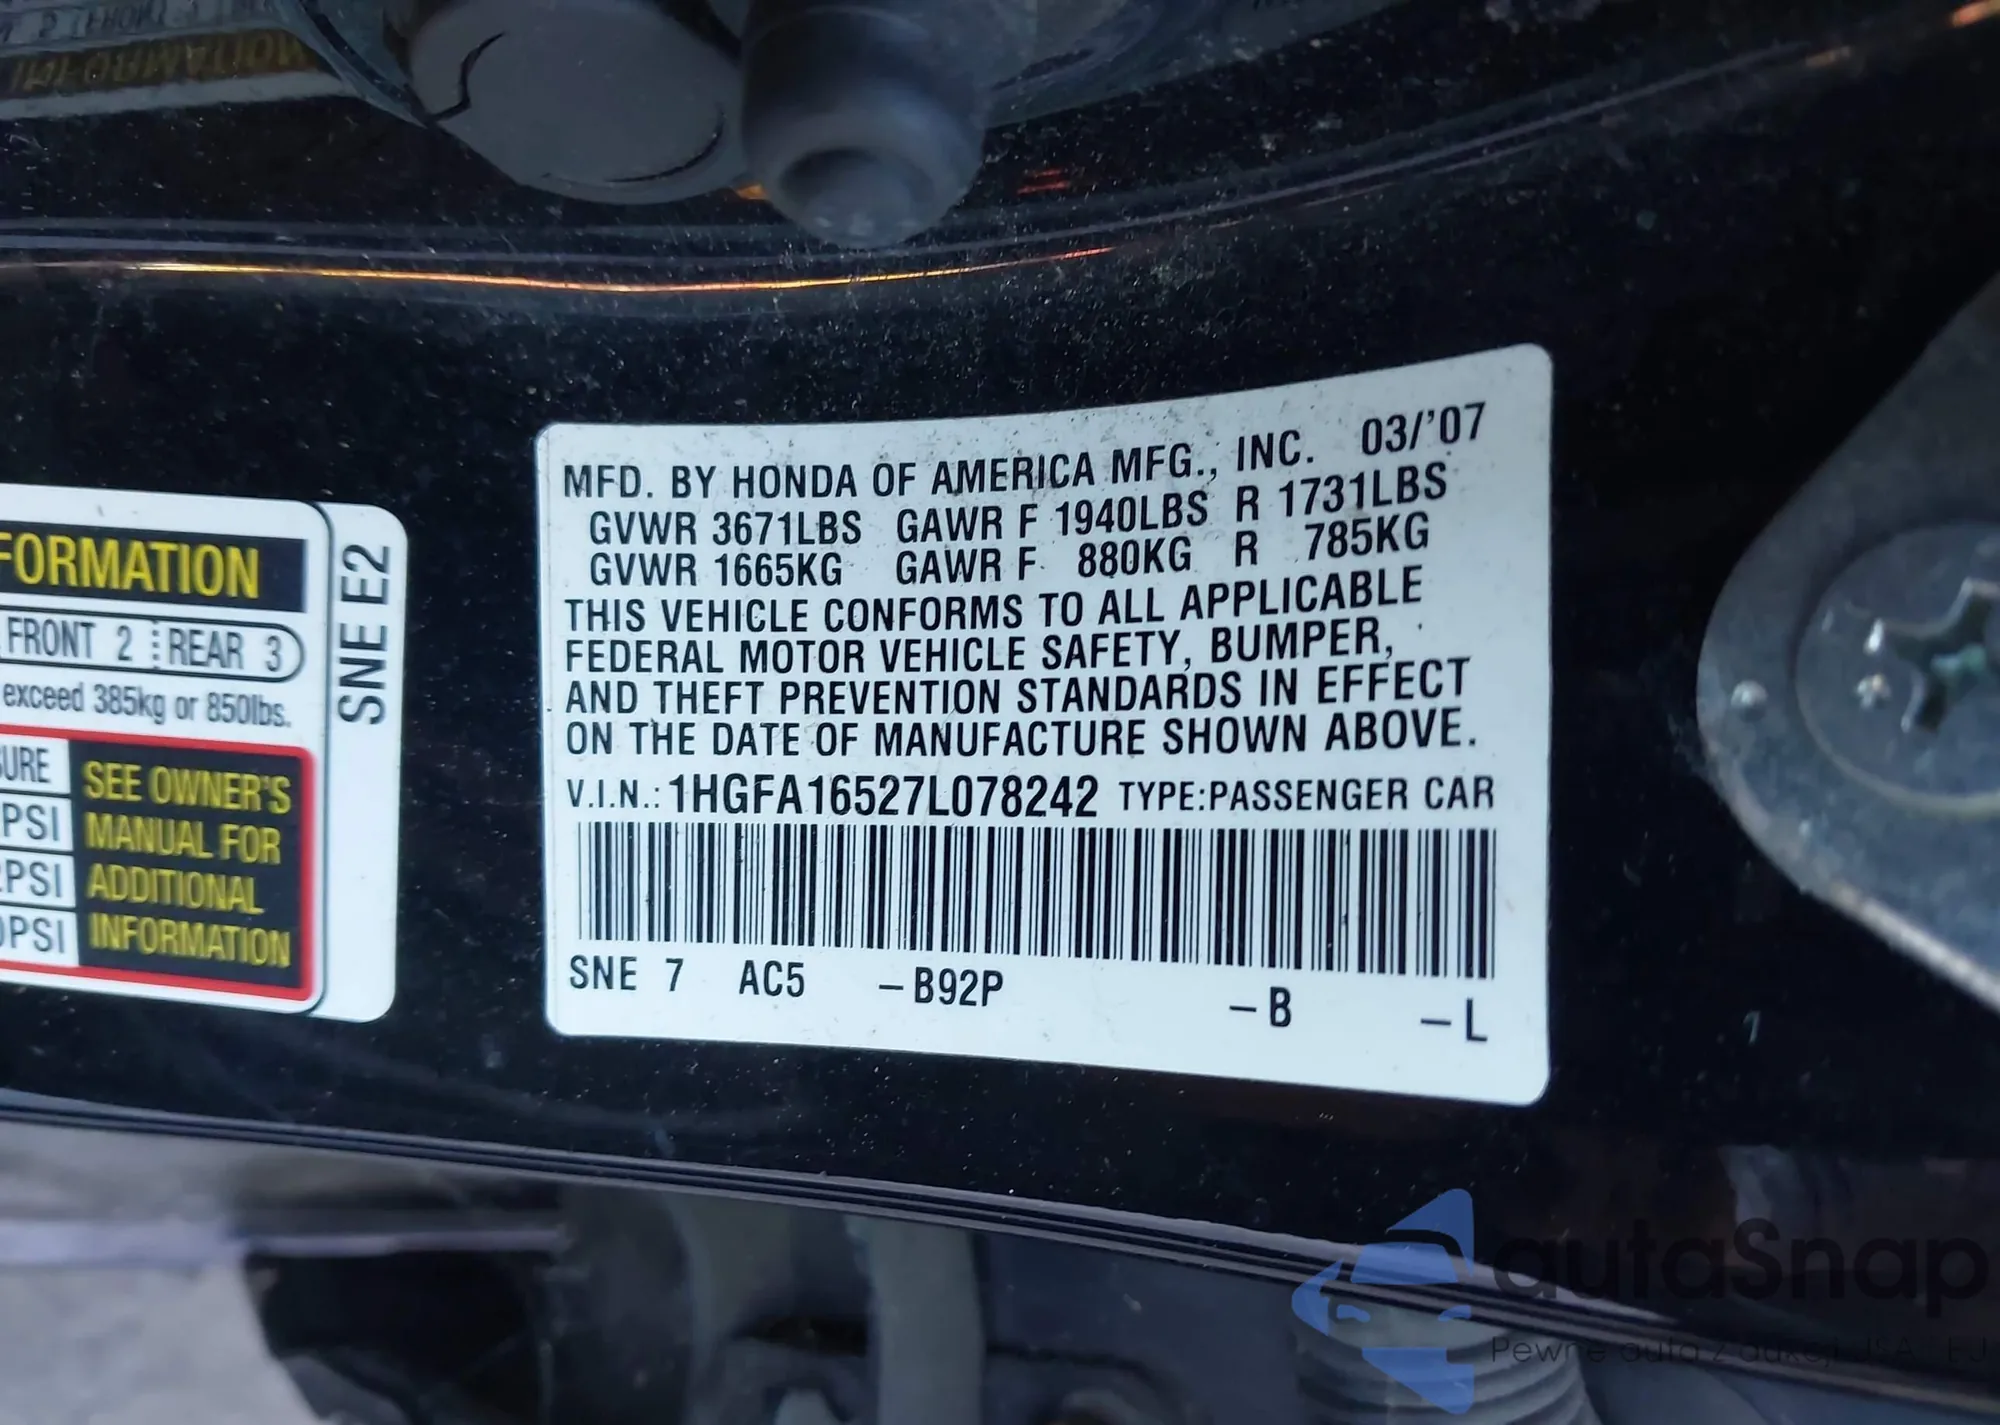 FORMATION
FRONT 2 REAR 3
exceed 385kg or 850lbs.
SEE OWNER'S
PSI MANUAL FOR
PSI ADDITIONAL
PSI INFORMATION
SNE E2
MFD. BY HONDA OF AMERICA MFG., INC. 03/'07
GVWR 3671LBS GAWR F 1940LBS R 1731LBS
GVWR 1665KG GAWR F 880KG R 785KG
THIS VEHICLE CONFORMS TO ALL APPLICABLE
FEDERAL MOTOR VEHICLE SAFETY, BUMPER,
AND THEFT PREVENTION STANDARDS IN EFFECT
ON THE DATE OF MANUFACTURE SHOWN ABOVE.
V.I.N.: 1HGFA16527L078242 TYPE:PASSENGER CAR
SNE 7 AC5 –B92P –B –L
autaSnap
Pewne auta z aukcji